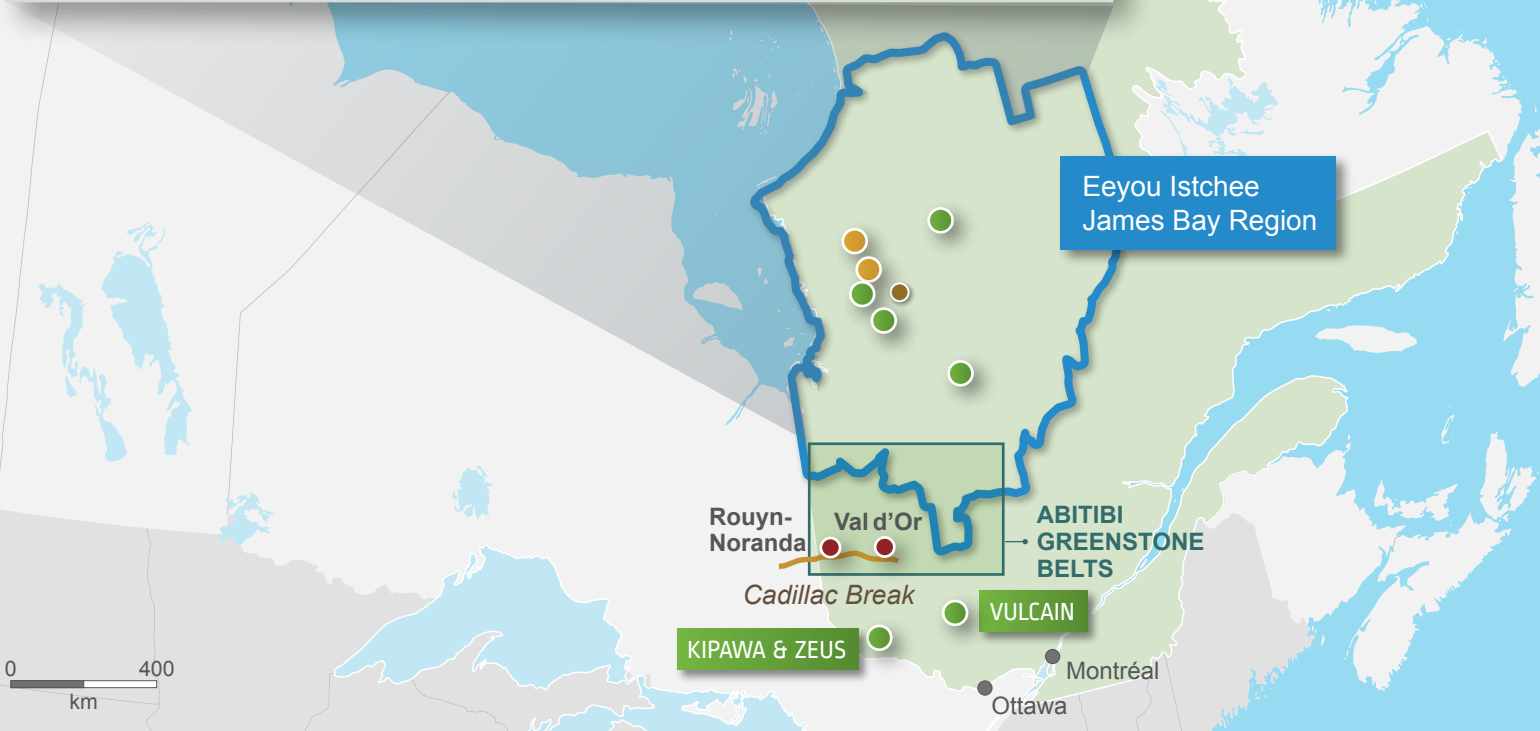 Eeyou Istchee
James Bay Region
Rouyn-
Noranda
Val d'Or
ABITIBI
GREENSTONE
BELTS
Cadillac Break
VULCAIN
KIPAWA & ZEUS
0 400
km
Montréal
Ottawa